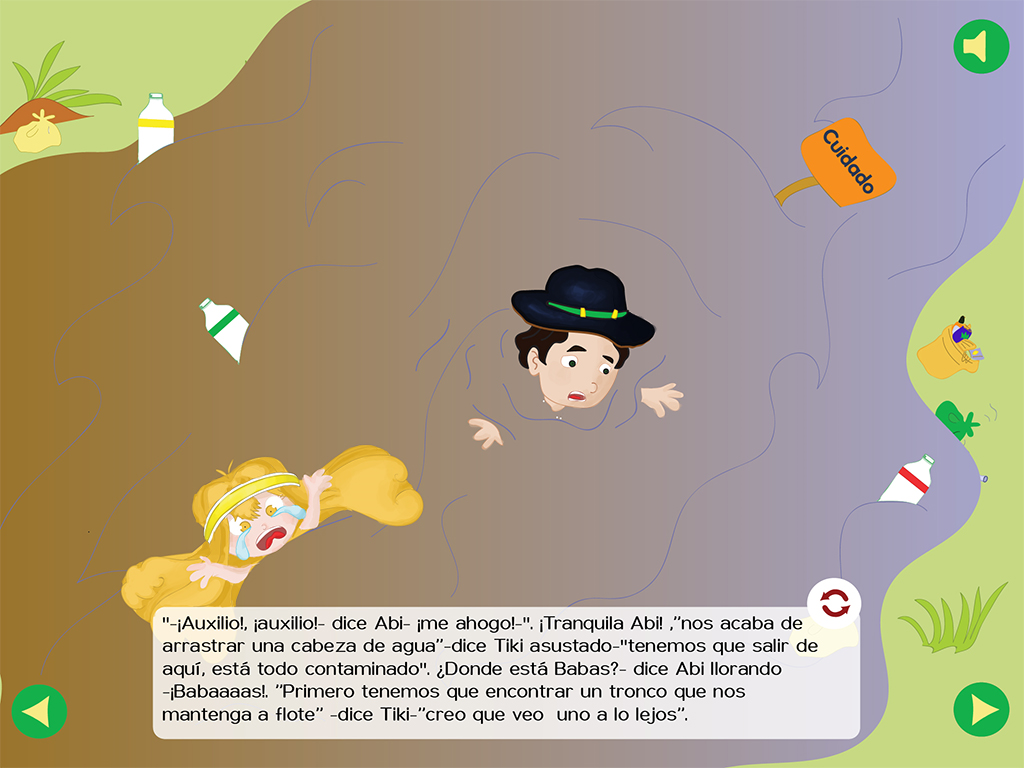 Cuidado
"-¡Auxilio!, ¡auxilio!- dice Abi- ¡me ahogo!-". ¡Tranquila Abi! ,”nos acaba de
arrastrar una cabeza de agua”-dice Tiki asustado-"tenemos que salir de
aquí, está todo contaminado". ¿Donde está Babas?- dice Abi llorando
-¡Babaaaas!. ”Primero tenemos que encontrar un tronco que nos
mantenga a flote” -dice Tiki-”creo que veo  uno a lo lejos”.